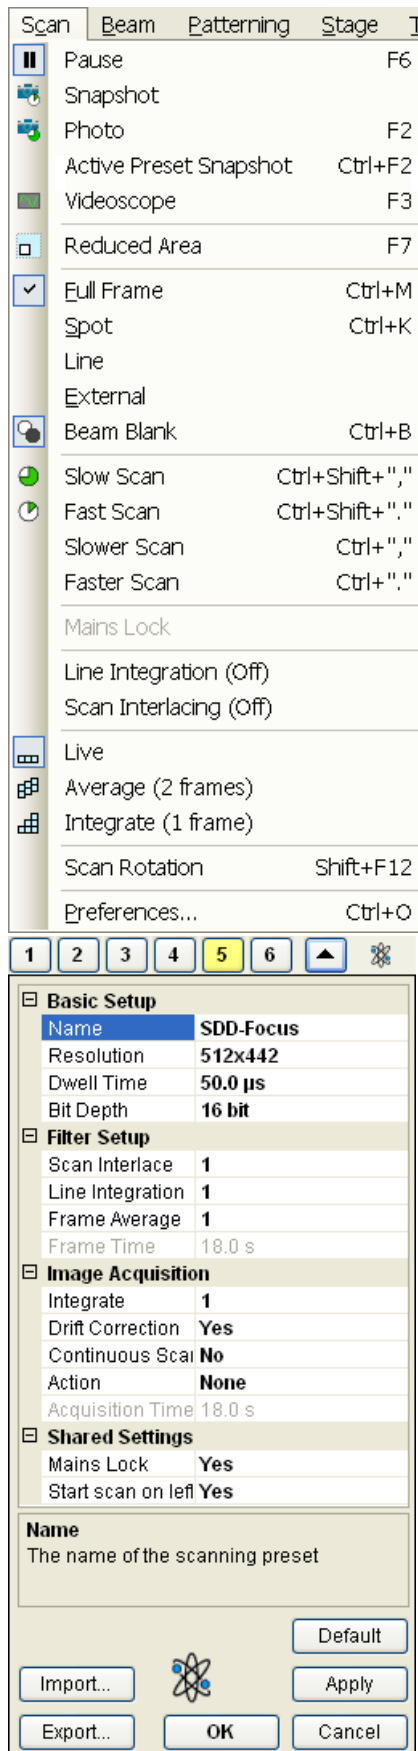 Scan Beam Patterning Stage
Pause F6
Snapshot
Photo F2
Active Preset Snapshot Ctrl+F2
Videoscope F3
Reduced Area F7
Full Frame Ctrl+M
Spot Ctrl+K
Line
External
Beam Blank Ctrl+B
Slow Scan Ctrl+Shift+","
Fast Scan Ctrl+Shift+"."
Slower Scan Ctrl+","
Faster Scan Ctrl+"."
Mains Lock
Line Integration (Off)
Scan Interlacing (Off)
Live
Average (2 frames)
Integrate (1 frame)
Scan Rotation Shift+F12
Preferences... Ctrl+O
1 2 3 4 5 6
Basic Setup
Name SDD-Focus
Resolution 512x442
Dwell Time 50.0 µs
Bit Depth 16 bit
Filter Setup
Scan Interlace 1
Line Integration 1
Frame Average 1
Frame Time 18.0 s
Image Acquisition
Integrate 1
Drift Correction Yes
Continuous Scan No
Action None
Acquisition Time 18.0 s
Shared Settings
Mains Lock Yes
Start scan on left Yes
Name
The name of the scanning preset
Default
Import... Apply
Export... OK Cancel